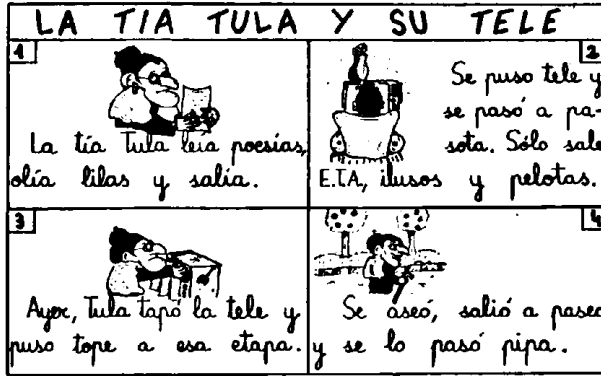 LA TIA TULA Y SU TELE
1
La tía Tula leía poesías,
olía lilas y salía.
2
Se puso tele y
se pasó a pa-
sota. Sólo sale
E.T.A., ilusos y pelotas.
3
Ayer, Tula tapó la tele y
puso tope a esa etapa.
4
Se aseó, salió a paseo
y se lo pasó pipa.